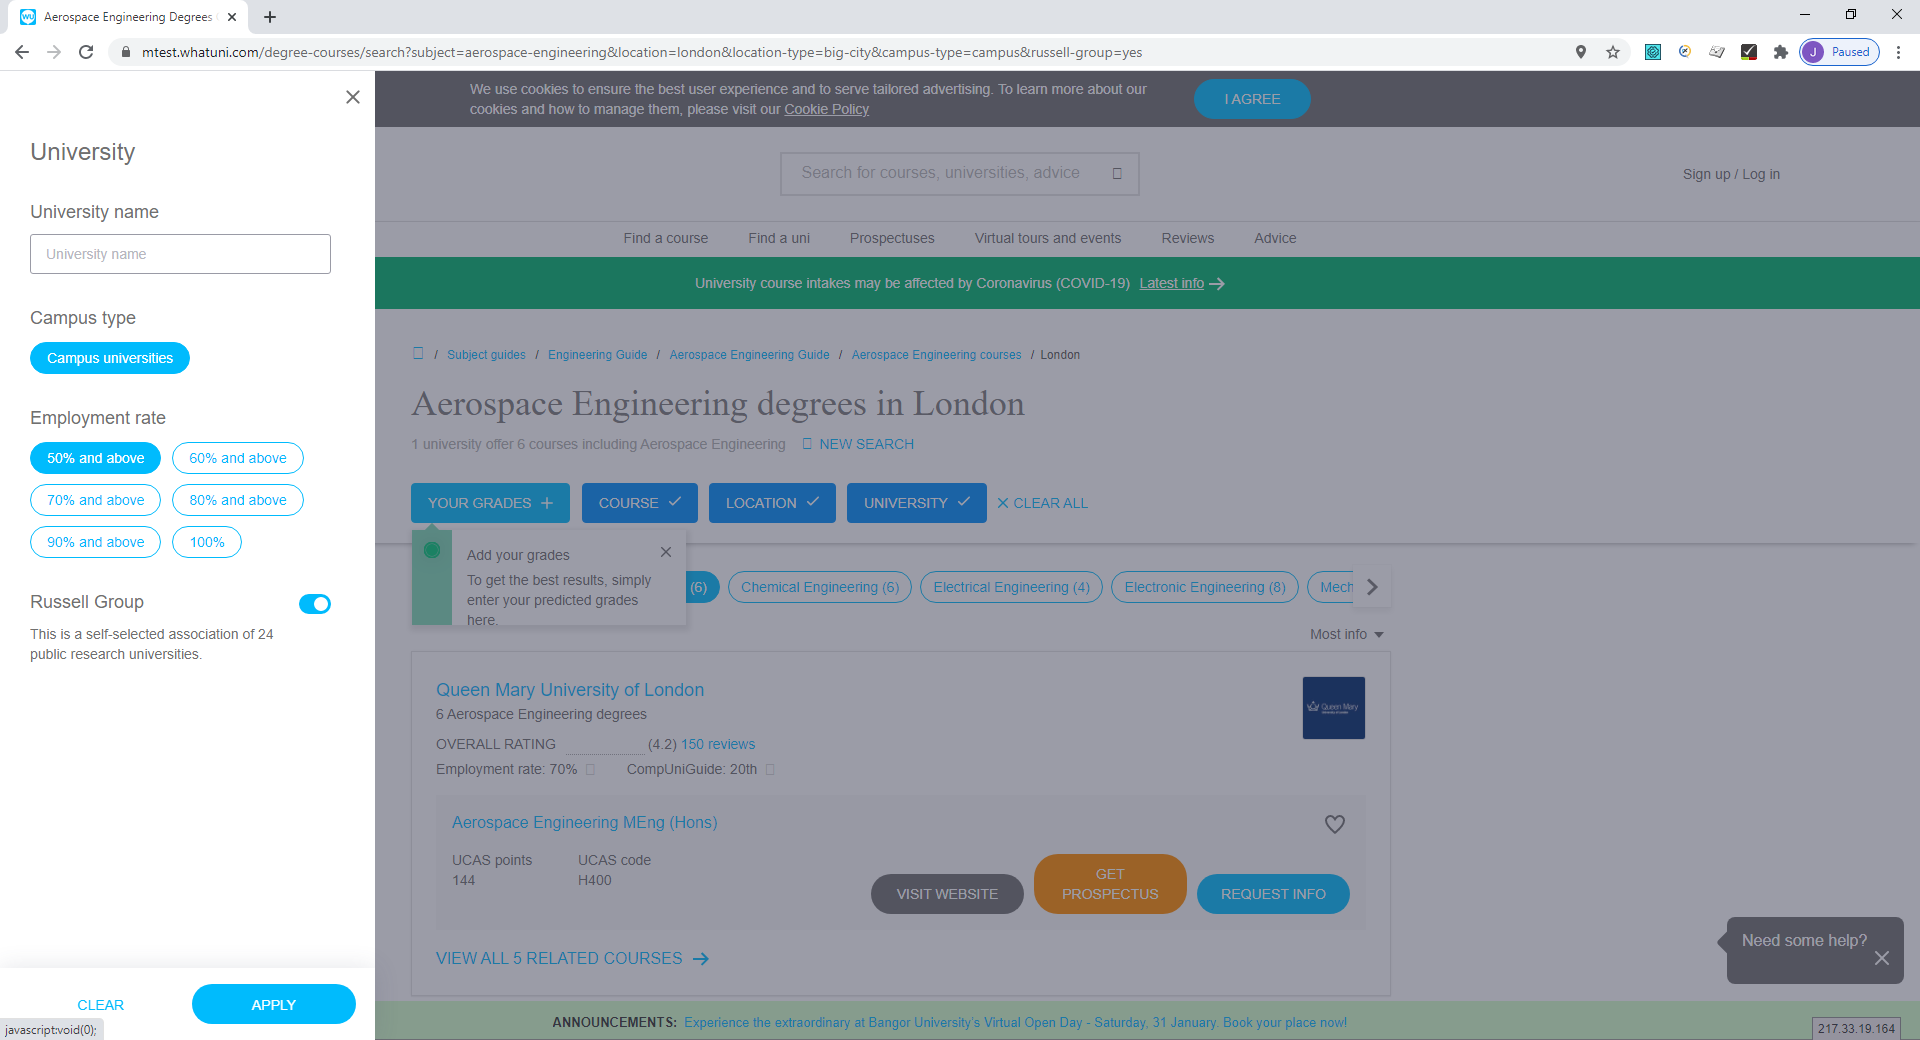 Aerospace Engineering Degrees
mtest.whatuni.com/degree-courses/search?subject=aerospace-engineering&location=london&location-type=big-city&campus-type=campus&russell-group=yes
J Paused
We use cookies to ensure the best user experience and to serve tailored advertising. To learn more about our
cookies and how to manage them, please visit our Cookie Policy
I AGREE
Search for courses, universities, advice
Sign up / Log in
Find a course Find a uni Prospectuses Virtual tours and events Reviews Advice
University course intakes may be affected by Coronavirus (COVID-19) Latest info
University
University name
University name
Campus type
Campus universities
Employment rate
50% and above 60% and above
70% and above 80% and above
90% and above 100%
Russell Group
This is a self-selected association of 24
public research universities.
CLEAR APPLY
javascript:void(0);
/ Subject guides / Engineering Guide / Aerospace Engineering Guide / Aerospace Engineering courses / London
Aerospace Engineering degrees in London
1 university offer 6 courses including Aerospace Engineering NEW SEARCH
YOUR GRADES COURSE LOCATION UNIVERSITY CLEAR ALL
Add your grades
To get the best results, simply
enter your predicted grades
here.
(6) Chemical Engineering (6) Electrical Engineering (4) Electronic Engineering (8) Mech
Most info
Queen Mary University of London
6 Aerospace Engineering degrees
OVERALL RATING (4.2) 150 reviews
Employment rate: 70% CompUniGuide: 20th
Queen Mary
University of London
Aerospace Engineering MEng (Hons)
UCAS points UCAS code
144 H400
VISIT WEBSITE
GET
PROSPECTUS
REQUEST INFO
VIEW ALL 5 RELATED COURSES
Need some help?
ANNOUNCEMENTS: Experience the extraordinary at Bangor University's Virtual Open Day - Saturday, 31 January. Book your place now!
217.33.19.164